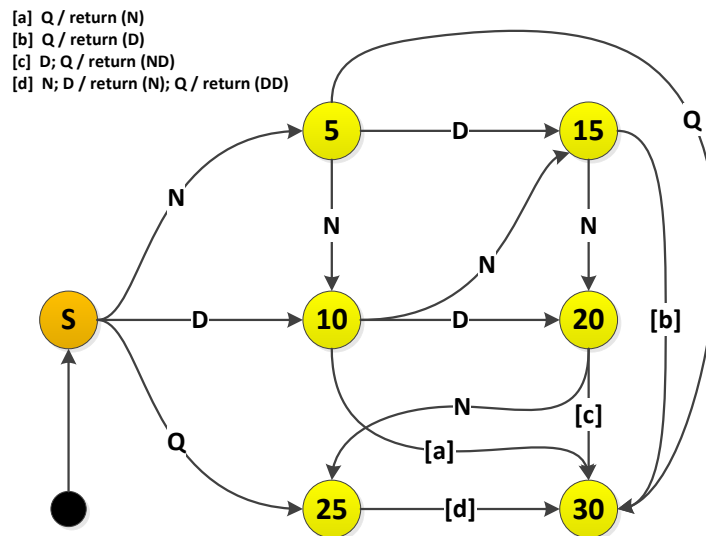 [a] Q / return (N)
[b] Q / return (D)
[c] D; Q / return (ND)
[d] N; D / return (N); Q / return (DD)
5
D
15
Q
N
N
N
N
S
D
10
D
20
[b]
N
[c]
Q
[a]
25
[d]
30